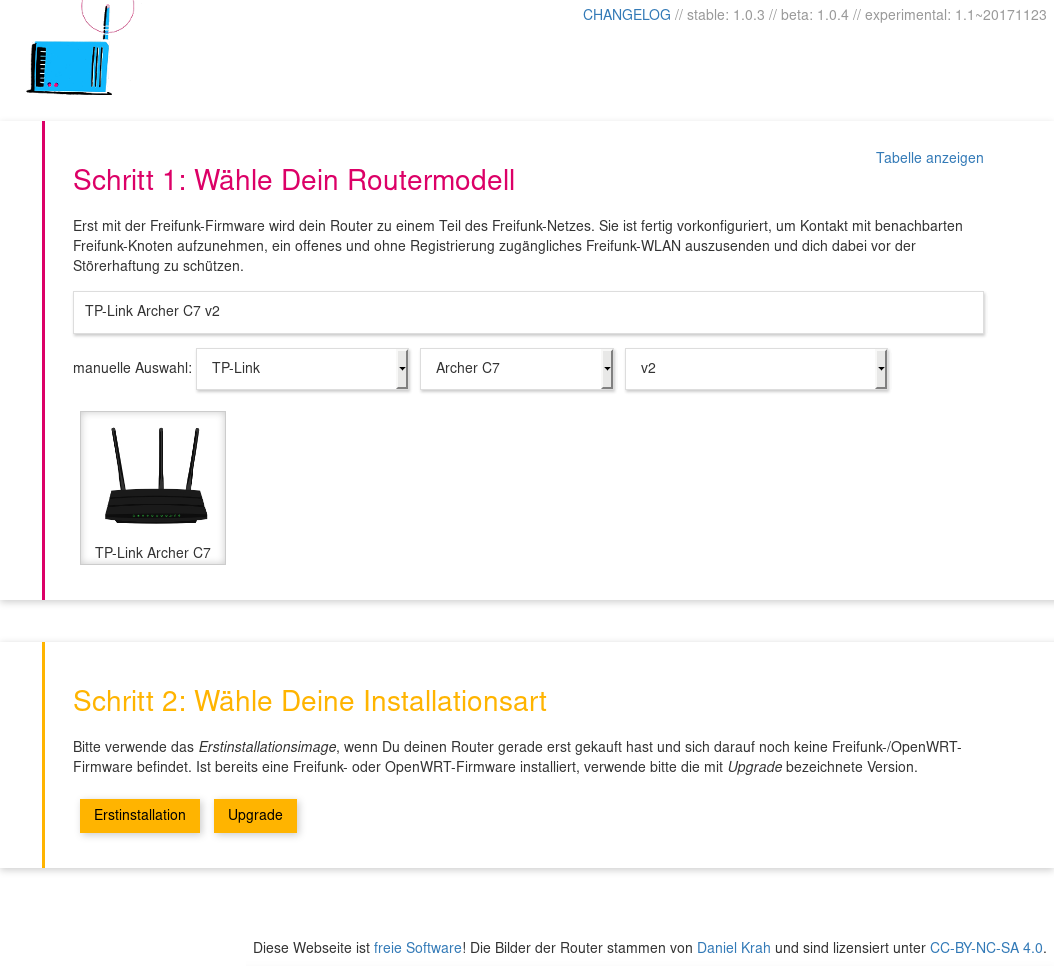 CHANGELOG // stable: 1.0.3 // beta: 1.0.4 // experimental: 1.1~20171123
Tabelle anzeigen
Schritt 1: Wähle Dein Routermodell
Erst mit der Freifunk-Firmware wird dein Router zu einem Teil des Freifunk-Netzes. Sie ist fertig vorkonfiguriert, um Kontakt mit benachbarten
Freifunk-Knoten aufzunehmen, ein offenes und ohne Registrierung zugängliches Freifunk-WLAN auszusenden und dich dabei vor der
Störerhaftung zu schützen.
TP-Link Archer C7 v2
manuelle Auswahl: TP-Link Archer C7 v2
TP-Link Archer C7
Schritt 2: Wähle Deine Installationsart
Bitte verwende das Erstinstallationsimage, wenn Du deinen Router gerade erst gekauft hast und sich darauf noch keine Freifunk-/OpenWRT-
Firmware befindet. Ist bereits eine Freifunk- oder OpenWRT-Firmware installiert, verwende bitte die mit Upgrade bezeichnete Version.
Erstinstallation Upgrade
Diese Webseite ist freie Software! Die Bilder der Router stammen von Daniel Krah und sind lizensiert unter CC-BY-NC-SA 4.0.